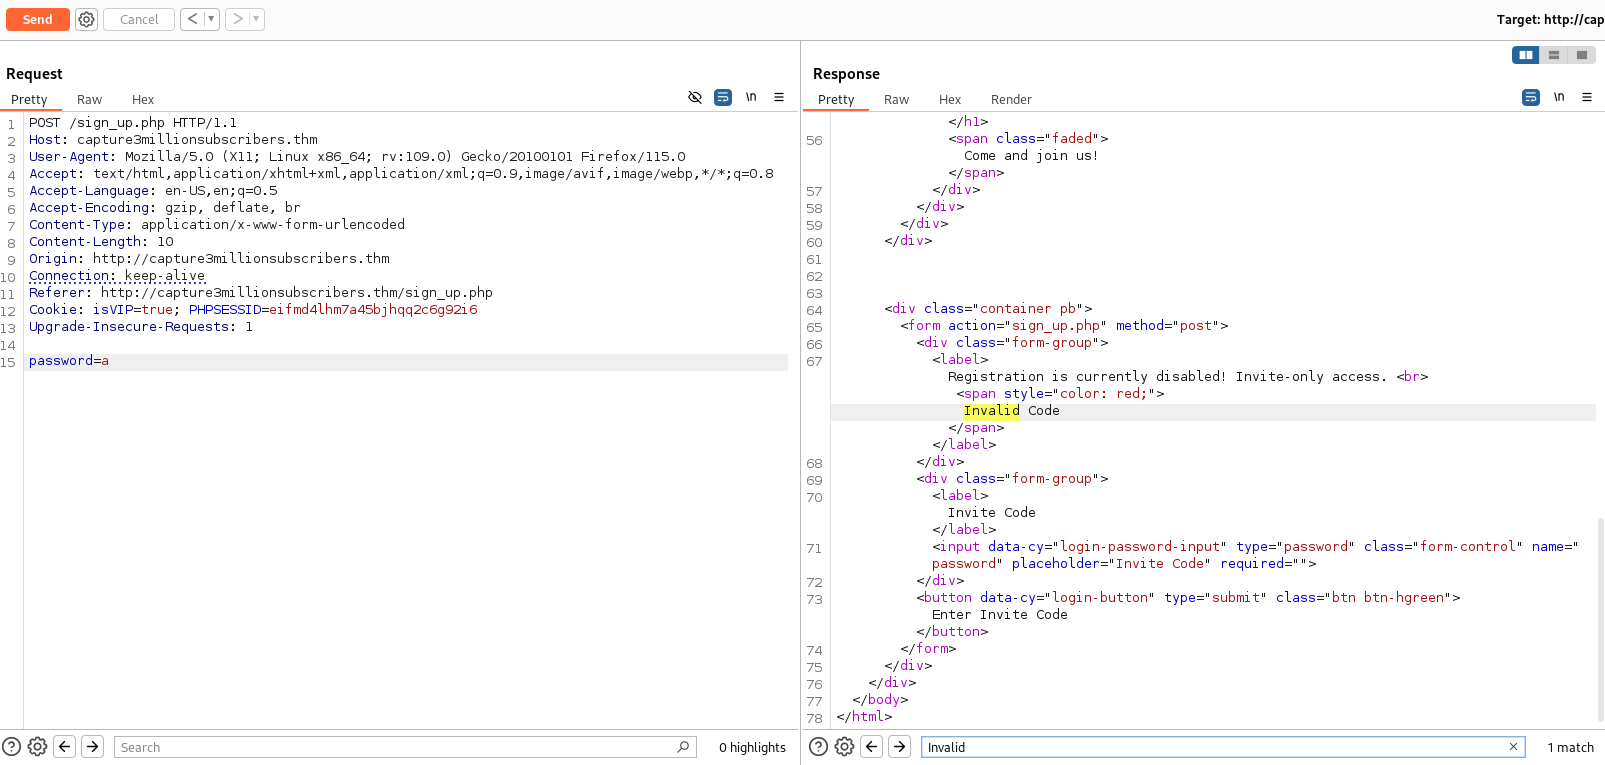 Send Cancel < ▼ > ▼ Target: http://cap
Request
Pretty Raw Hex \n
1 POST /sign_up.php HTTP/1.1
2 Host: capture3millionsubscribers.thm
3 User-Agent: Mozilla/5.0 (X11; Linux x86_64; rv:109.0) Gecko/20100101 Firefox/115.0
4 Accept: text/html,application/xhtml+xml,application/xml;q=0.9,image/avif,image/webp,*/*;q=0.8
5 Accept-Language: en-US,en;q=0.5
6 Accept-Encoding: gzip, deflate, br
7 Content-Type: application/x-www-form-urlencoded
8 Content-Length: 10
9 Origin: http://capture3millionsubscribers.thm
10 Connection: keep-alive
11 Referer: http://capture3millionsubscribers.thm/sign_up.php
12 Cookie: isVIP=true; PHPSESSID=eifmd4lhm7a45bjhqq2c6g92i6
13 Upgrade-Insecure-Requests: 1
14
15 password=a
Search 0 highlights
Response
Pretty Raw Hex Render \n
</h1>
56 <span class="faded">
Come and join us!
</span>
57 </div>
58 </div>
59 </div>
60 </div>
61
62
63
64 <div class="container pb">
65 <form action="sign_up.php" method="post">
66 <div class="form-group">
67 <label>
Registration is currently disabled! Invite-only access. <br>
<span style="color: red;">
Invalid Code
</span>
</label>
68 </div>
69 <div class="form-group">
70 <label>
Invite Code
</label>
71 <input data-cy="login-password-input" type="password" class="form-control" name="
password" placeholder="Invite Code" required="">
72 </div>
73 <button data-cy="login-button" type="submit" class="btn btn-hgreen">
Enter Invite Code
</button>
74 </form>
75 </div>
76 </div>
77 </body>
78 </html>
Invalid 1 match